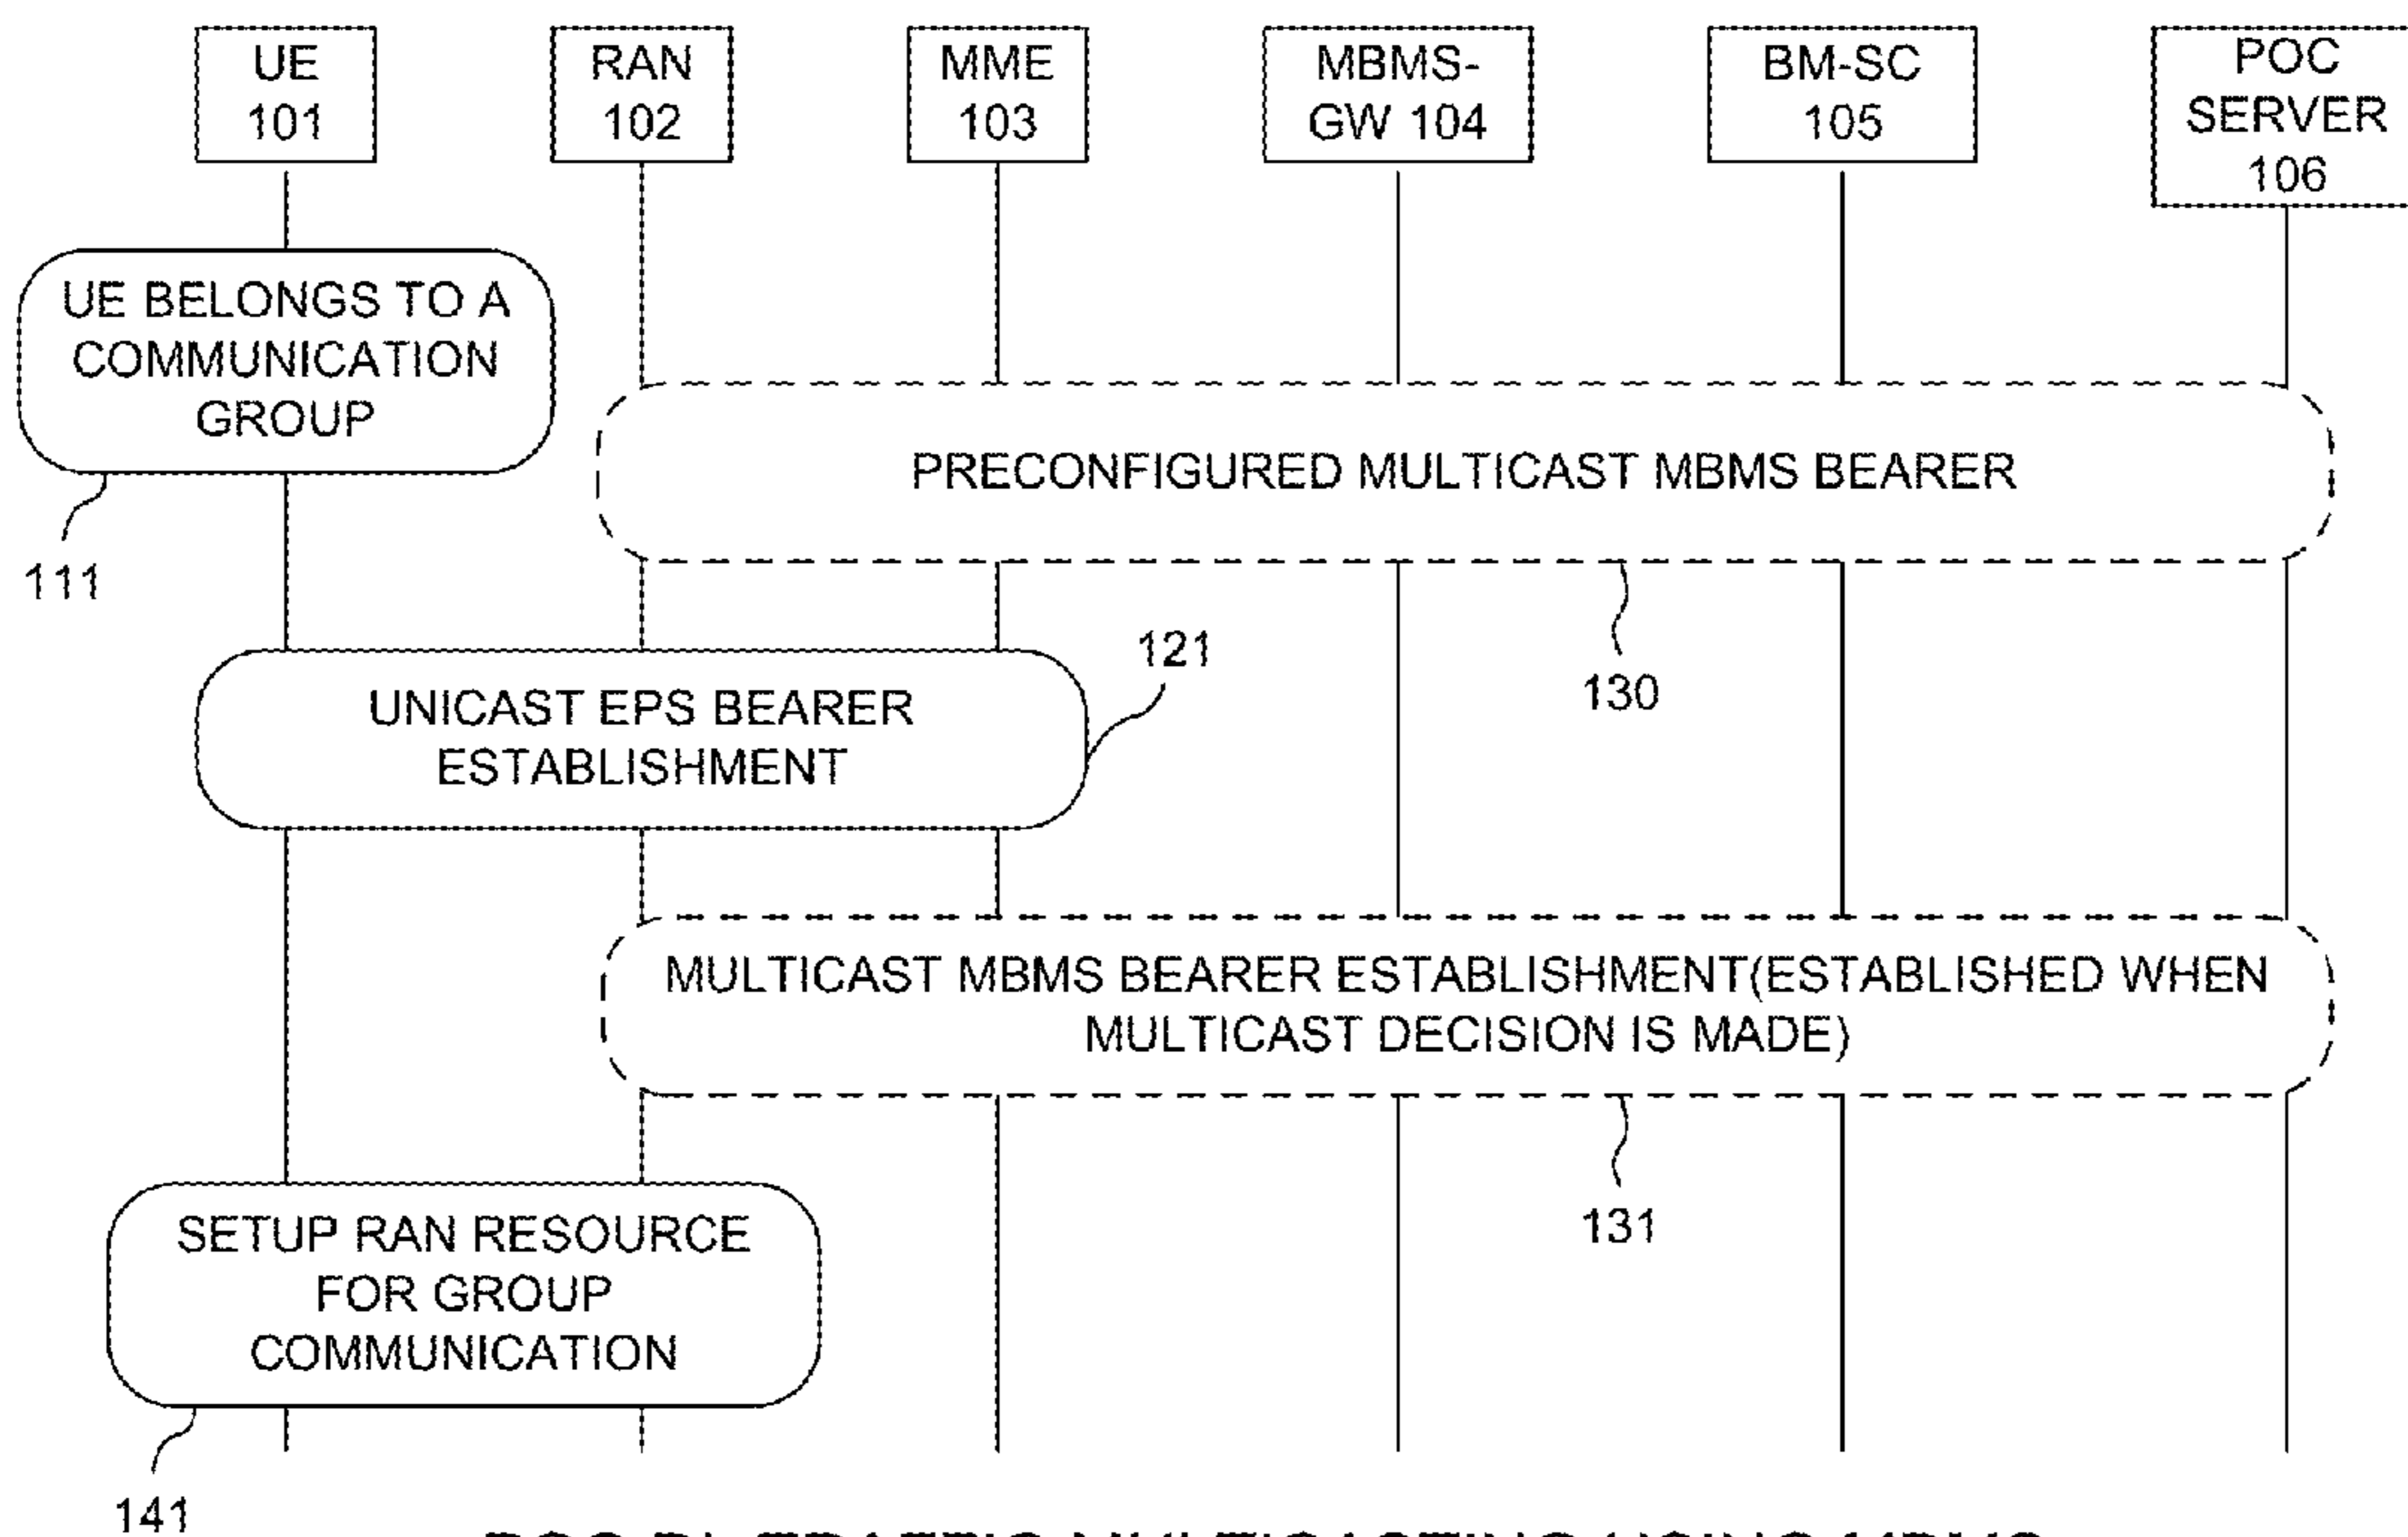 UE
101
RAN
102
MME
103
MBMS-
GW 104
BM-SC
105
POC
SERVER
106
UE BELONGS TO A
COMMUNICATION
GROUP
111
PRECONFIGURED MULTICAST MBMS BEARER
130
UNICAST EPS BEARER
ESTABLISHMENT
121
MULTICAST MBMS BEARER ESTABLISHMENT(ESTABLISHED WHEN
MULTICAST DECISION IS MADE)
131
SETUP RAN RESOURCE
FOR GROUP
COMMUNICATION
141